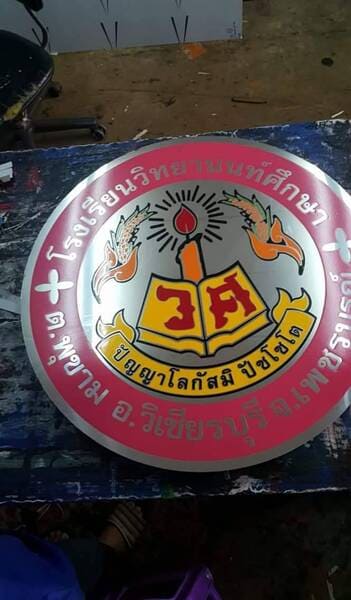 โรงเรียนวิทยานนท์ศึกษา
วศ
ปัญญาโลกัสมิ ปัชโชโต
ต.พุขาม อ.วิเชียรบุรี จ.เพชรบูรณ์